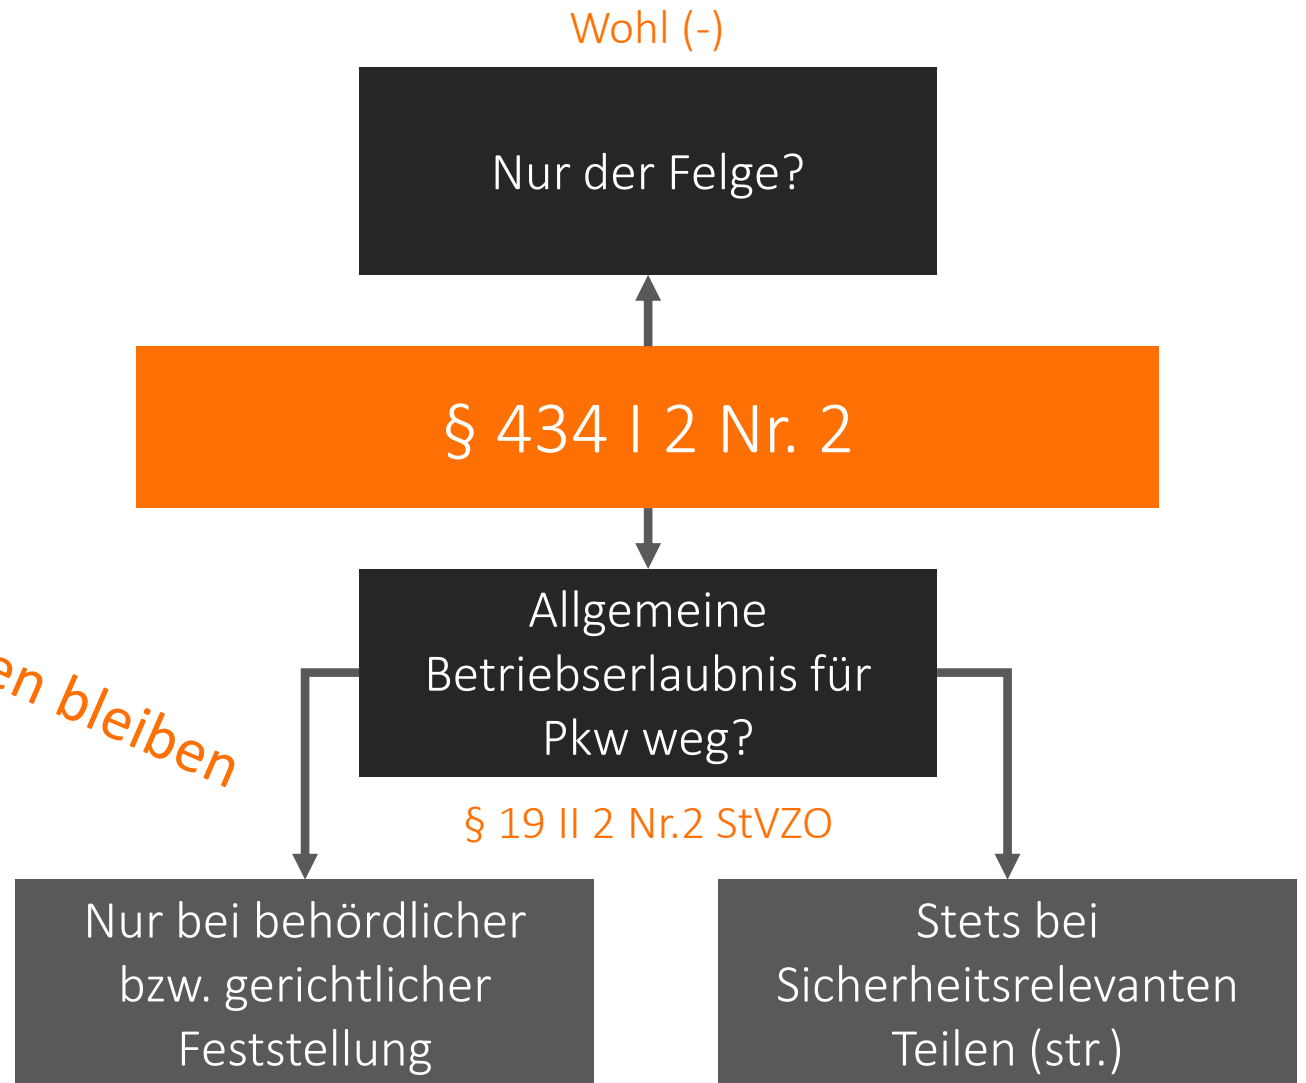 Wohl (-)
Nur der Felge?
§ 434 I 2 Nr. 2
Allgemeine
Betriebserlaubnis für
Pkw weg?
bleiben
§ 19 II 2 Nr.2 StVZO
Nur bei behördlicher
bzw. gerichtlicher
Feststellung
Stets bei
Sicherheitsrelevanten
Teilen (str.)